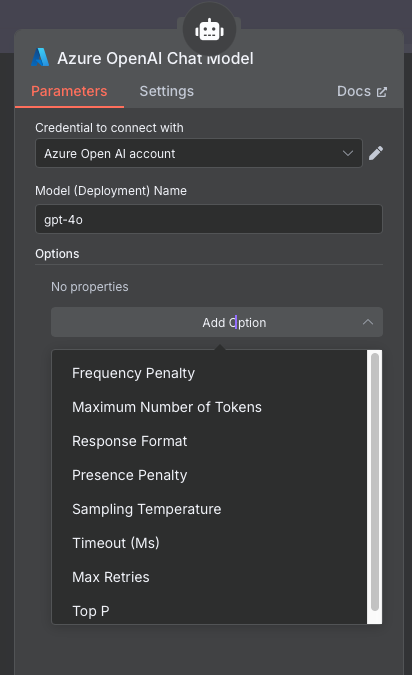 Azure OpenAI Chat Model
Parameters Settings Docs
Credential to connect with
Azure Open AI account
Model (Deployment) Name
gpt-4o
Options
No properties
Add Option
Frequency Penalty
Maximum Number of Tokens
Response Format
Presence Penalty
Sampling Temperature
Timeout (Ms)
Max Retries
Top P